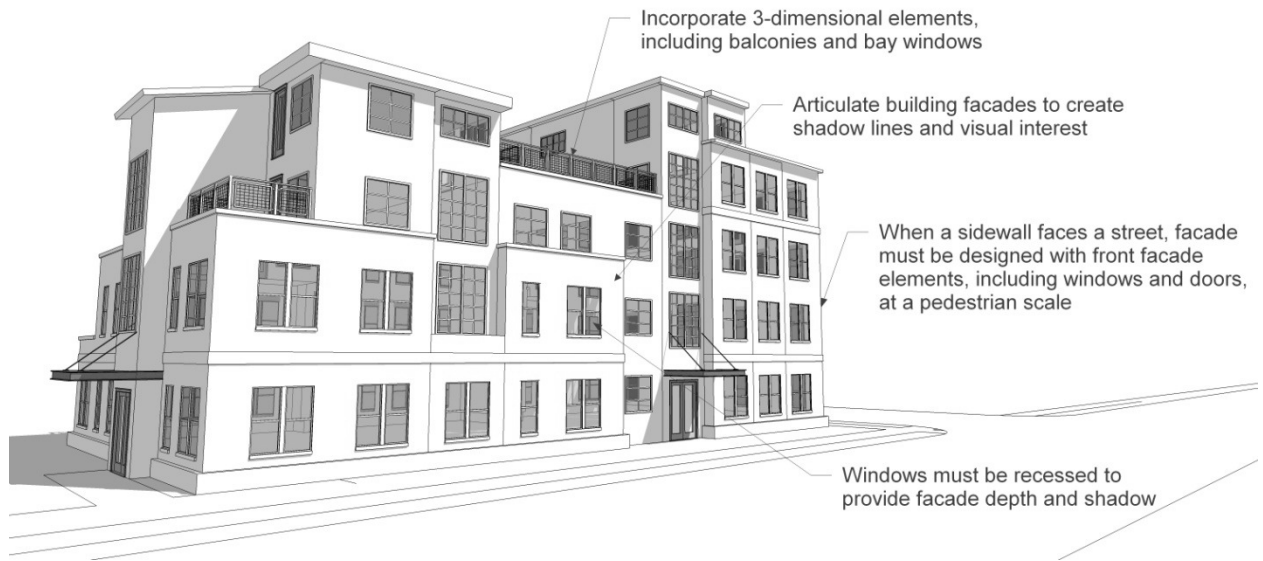 Incorporate 3-dimensional elements,
including balconies and bay windows
Articulate building facades to create
shadow lines and visual interest
When a sidewall faces a street, facade
must be designed with front facade
elements, including windows and doors,
at a pedestrian scale
Windows must be recessed to
provide facade depth and shadow